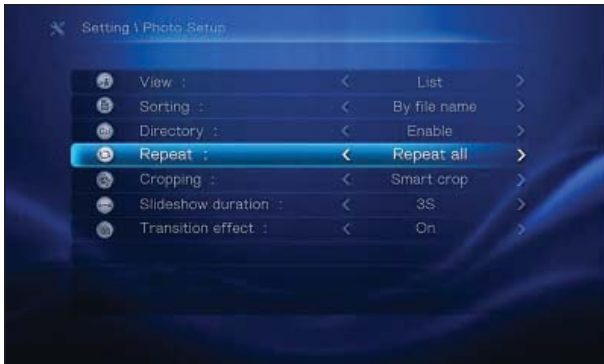 Setting \ Photo Setup
View : < List >
Sorting : < By file name >
Directory : < Enable >
Repeat : < Repeat all >
Cropping : < Smart crop >
Slideshow duration : < 3S >
Transition effect : < On >